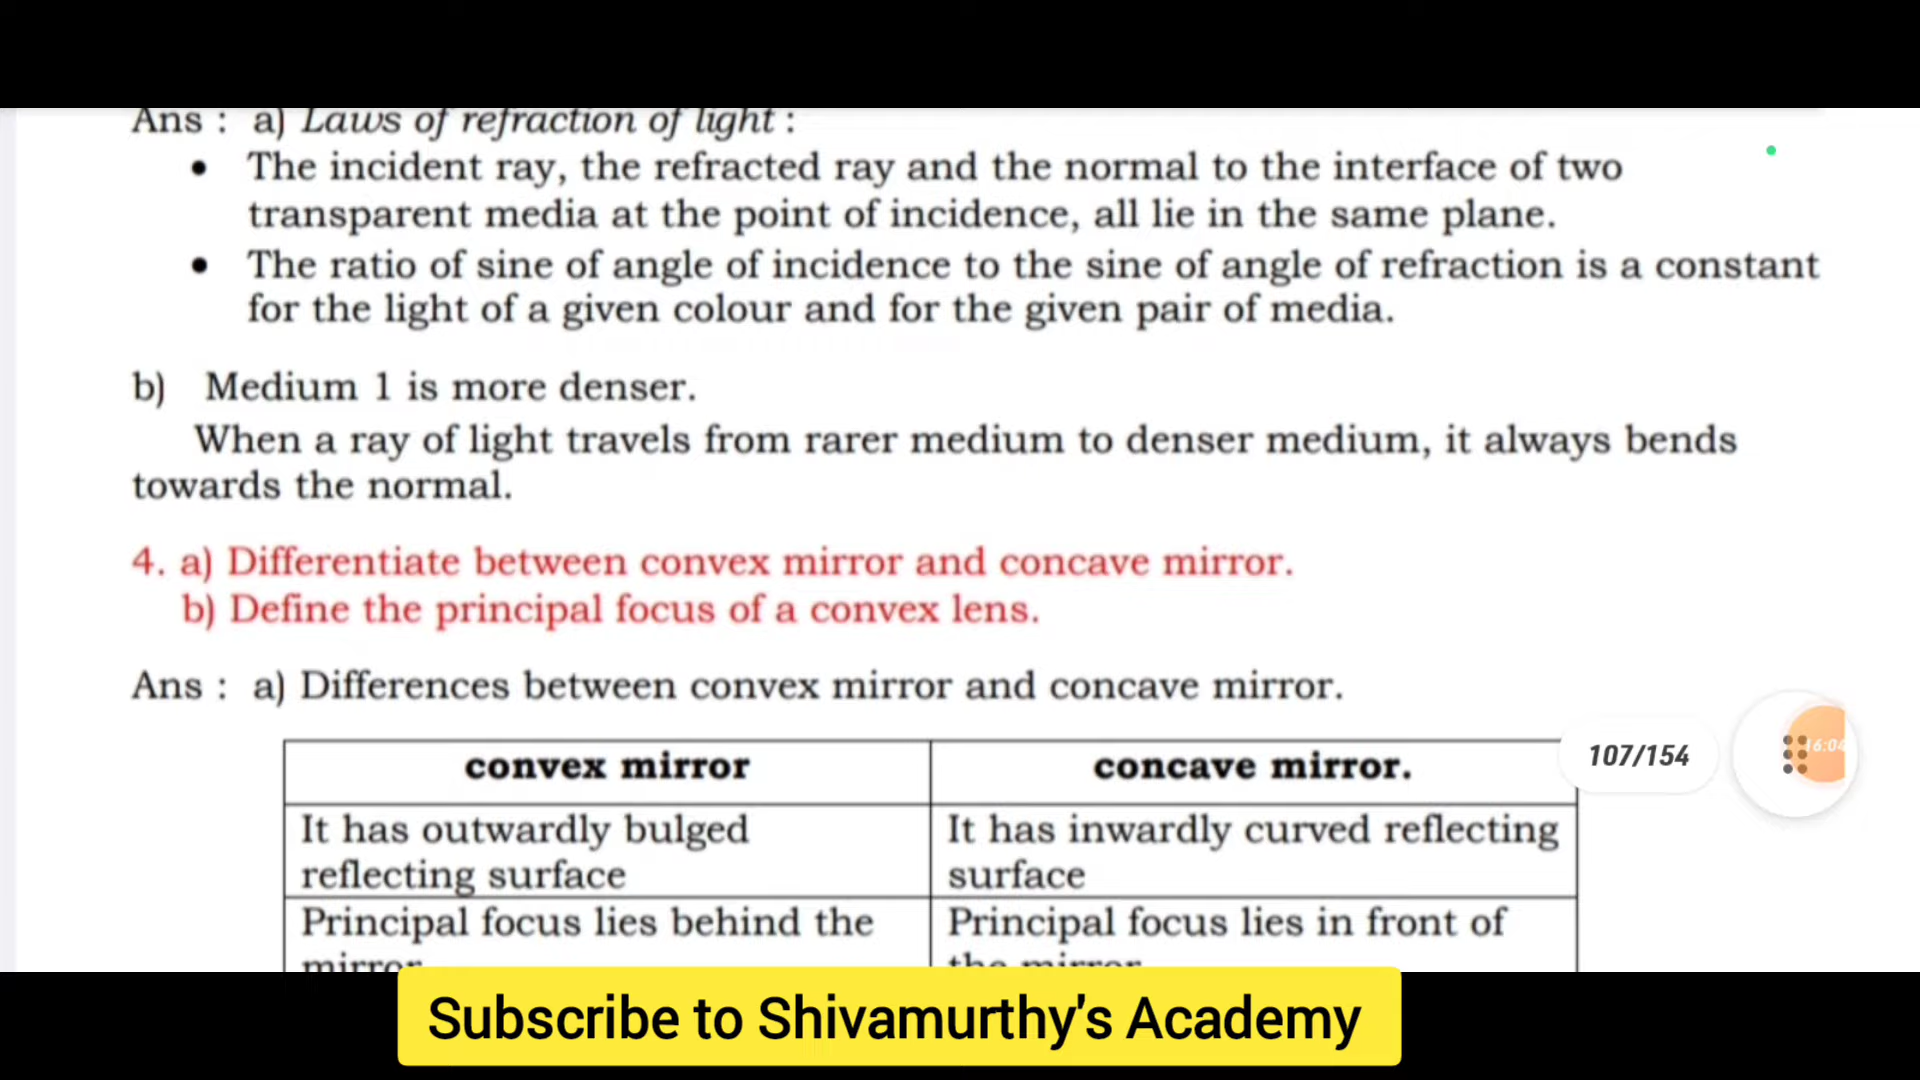 Ans : a) Laws of refraction of light :
• The incident ray, the refracted ray and the normal to the interface of two
transparent media at the point of incidence, all lie in the same plane.
• The ratio of sine of angle of incidence to the sine of angle of refraction is a constant
for the light of a given colour and for the given pair of media.
b) Medium 1 is more denser.
When a ray of light travels from rarer medium to denser medium, it always bends
towards the normal.
4. a) Differentiate between convex mirror and concave mirror.
b) Define the principal focus of a convex lens.
Ans : a) Differences between convex mirror and concave mirror.
convex mirror
concave mirror.
107/154
16:04
It has outwardly bulged
reflecting surface
It has inwardly curved reflecting
surface
Principal focus lies behind the
mirror
Principal focus lies in front of
the mirror
Subscribe to Shivamurthy's Academy